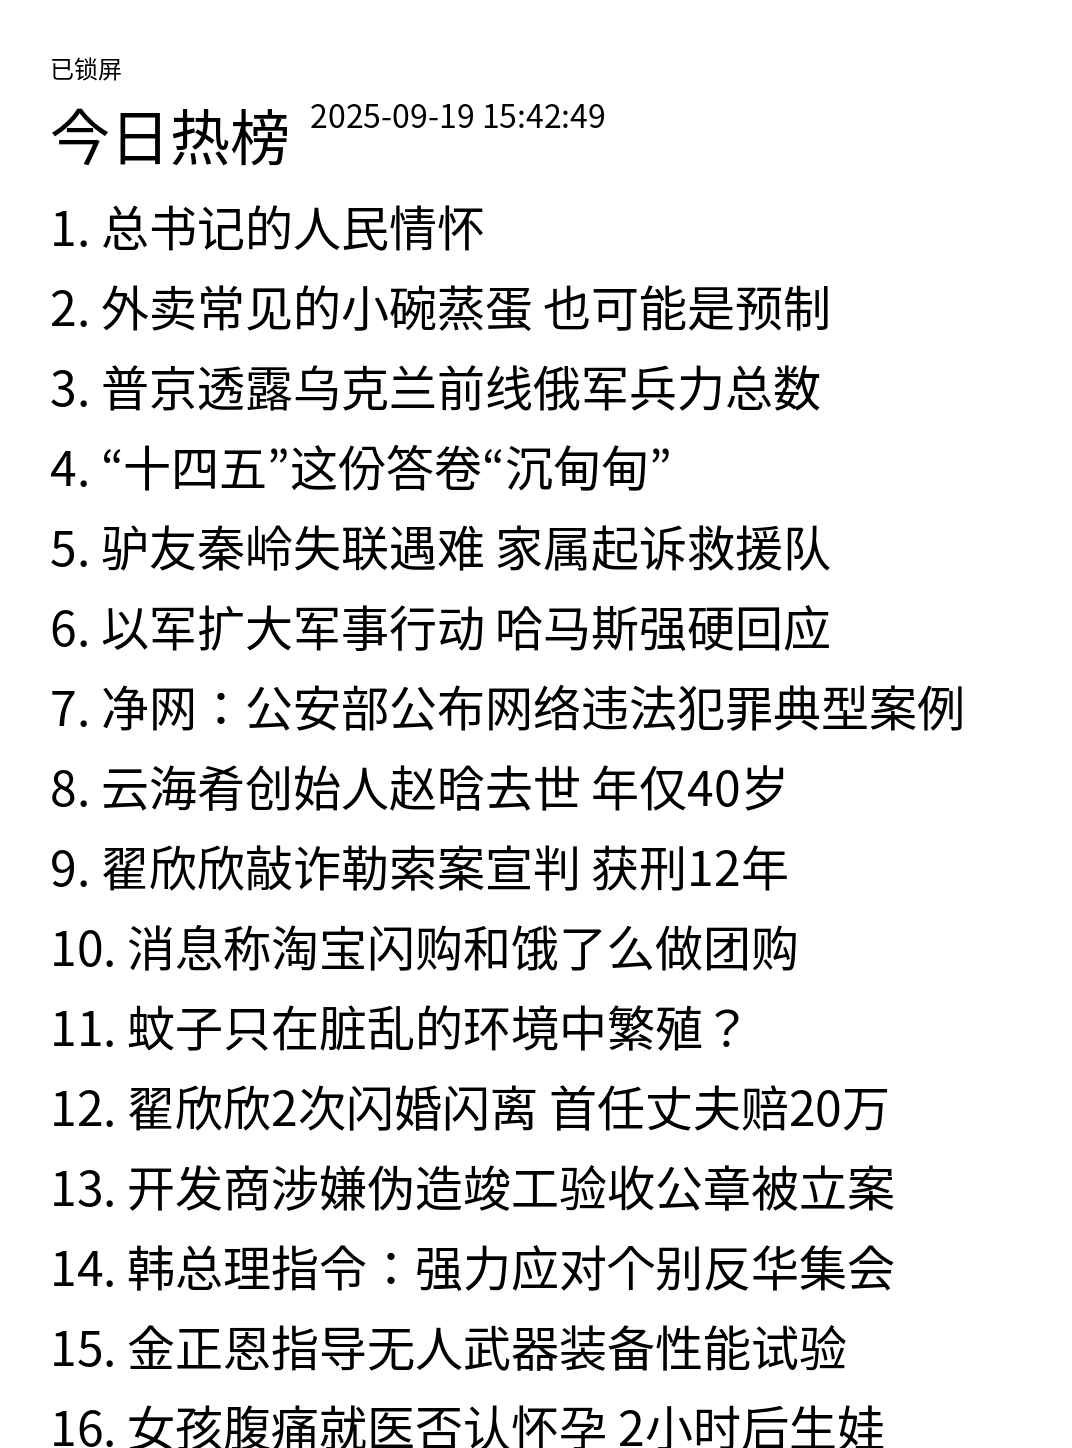 已锁屏
今日热榜 2025-09-19 15:42:49
1. 总书记的人民情怀
2. 外卖常见的小碗蒸蛋 也可能是预制
3. 普京透露乌克兰前线俄军兵力总数
4. “十四五”这份答卷“沉甸甸”
5. 驴友秦岭失联遇难 家属起诉救援队
6. 以军扩大军事行动 哈马斯强硬回应
7. 净网：公安部公布网络违法犯罪典型案例
8. 云海肴创始人赵晗去世 年仅40岁
9. 翟欣欣敲诈勒索案宣判 获刑12年
10. 消息称淘宝闪购和饿了么做团购
11. 蚊子只在脏乱的环境中繁殖？
12. 翟欣欣2次闪婚闪离 首任丈夫赔20万
13. 开发商涉嫌伪造竣工验收公章被立案
14. 韩总理指令：强力应对个别反华集会
15. 金正恩指导无人武器装备性能试验
16. 女孩腹痛就医否认怀孕 2小时后生娃